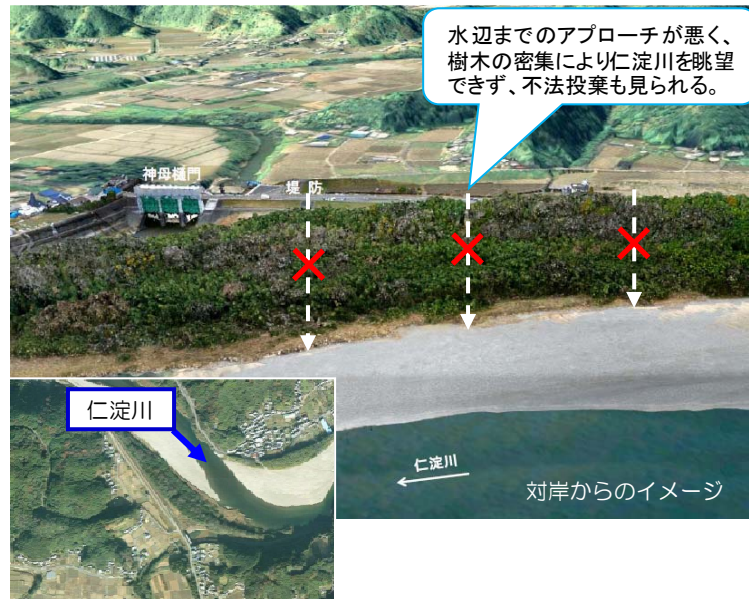 水辺までのアプローチが悪く、
樹木の密集により仁淀川を眺望
できず、不法投棄も見られる。
神母樋門
堤 防
仁淀川
仁淀川
対岸からのイメージ